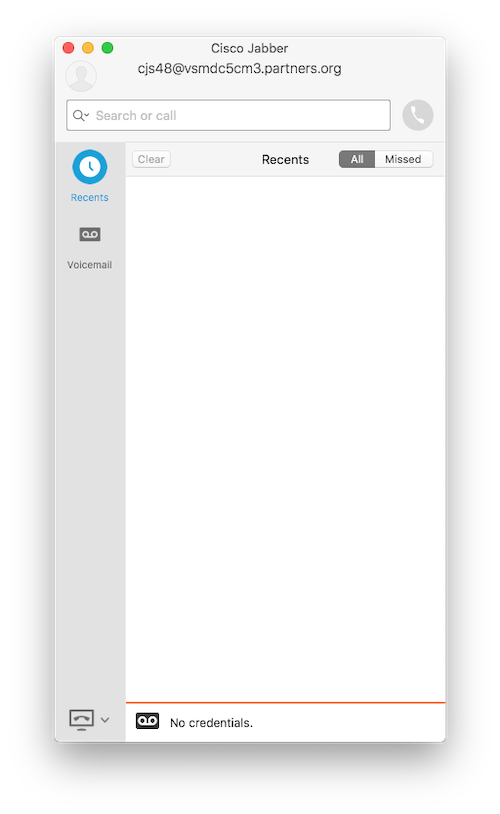 Cisco Jabber
cjs48@vsmdc5cm3.partners.org
Search or call
Clear
Recents
All
Missed
Recents
Voicemail
No credentials.